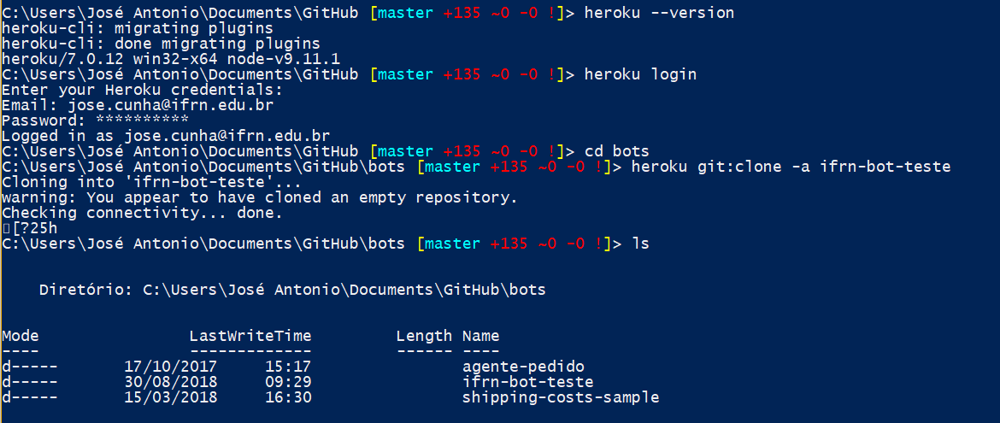 C:\Users\José Antonio\Documents\GitHub [master +135 ~0 -0 !]> heroku --version
heroku-cli: migrating plugins
heroku-cli: done migrating plugins
heroku/7.0.12 win32-x64 node-v9.11.1
C:\Users\José Antonio\Documents\GitHub [master +135 ~0 -0 !]> heroku login
Enter your Heroku credentials:
Email: jose.cunha@ifrn.edu.br
Password: **********
Logged in as jose.cunha@ifrn.edu.br
C:\Users\José Antonio\Documents\GitHub [master +135 ~0 -0 !]> cd bots
C:\Users\José Antonio\Documents\GitHub\bots [master +135 ~0 -0 !]> heroku git:clone -a ifrn-bot-teste
Cloning into 'ifrn-bot-teste'...
warning: You appear to have cloned an empty repository.
Checking connectivity... done.
[?25h
C:\Users\José Antonio\Documents\GitHub\bots [master +135 ~0 -0 !]> ls
Diretório: C:\Users\José Antonio\Documents\GitHub\bots
Mode LastWriteTime Length Name
---- ------------- ------ ----
d----- 17/10/2017 15:17 agente-pedido
d----- 30/08/2018 09:29 ifrn-bot-teste
d----- 15/03/2018 16:30 shipping-costs-sample